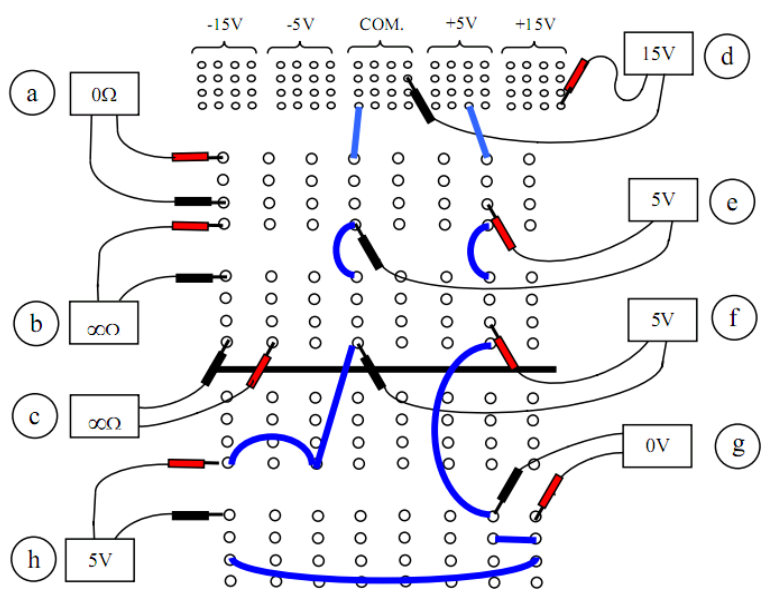 -15V -5V COM. +5V +15V
15V
d
a
0Ω
5V
e
b
∞Ω
5V
f
c
∞Ω
0V
g
h
5V